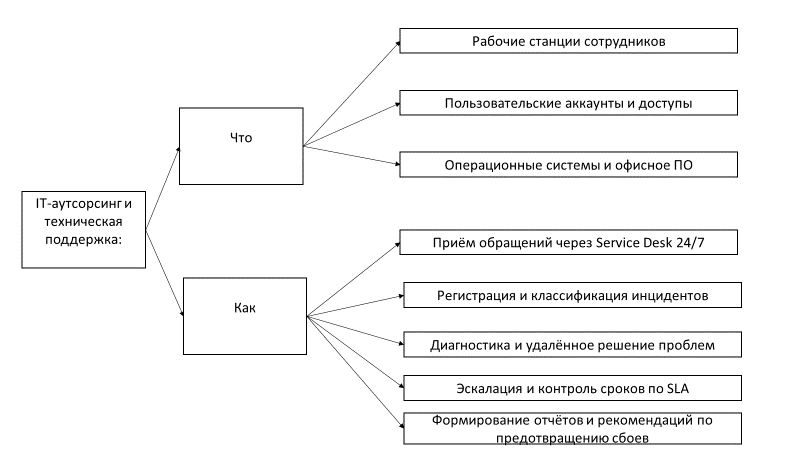 IT-аутсорсинг и
техническая
поддержка:
Что
Рабочие станции сотрудников
Пользовательские аккаунты и доступы
Операционные системы и офисное ПО
Как
Приём обращений через Service Desk 24/7
Регистрация и классификация инцидентов
Диагностика и удалённое решение проблем
Эскалация и контроль сроков по SLA
Формирование отчётов и рекомендаций по
предотвращению сбоев